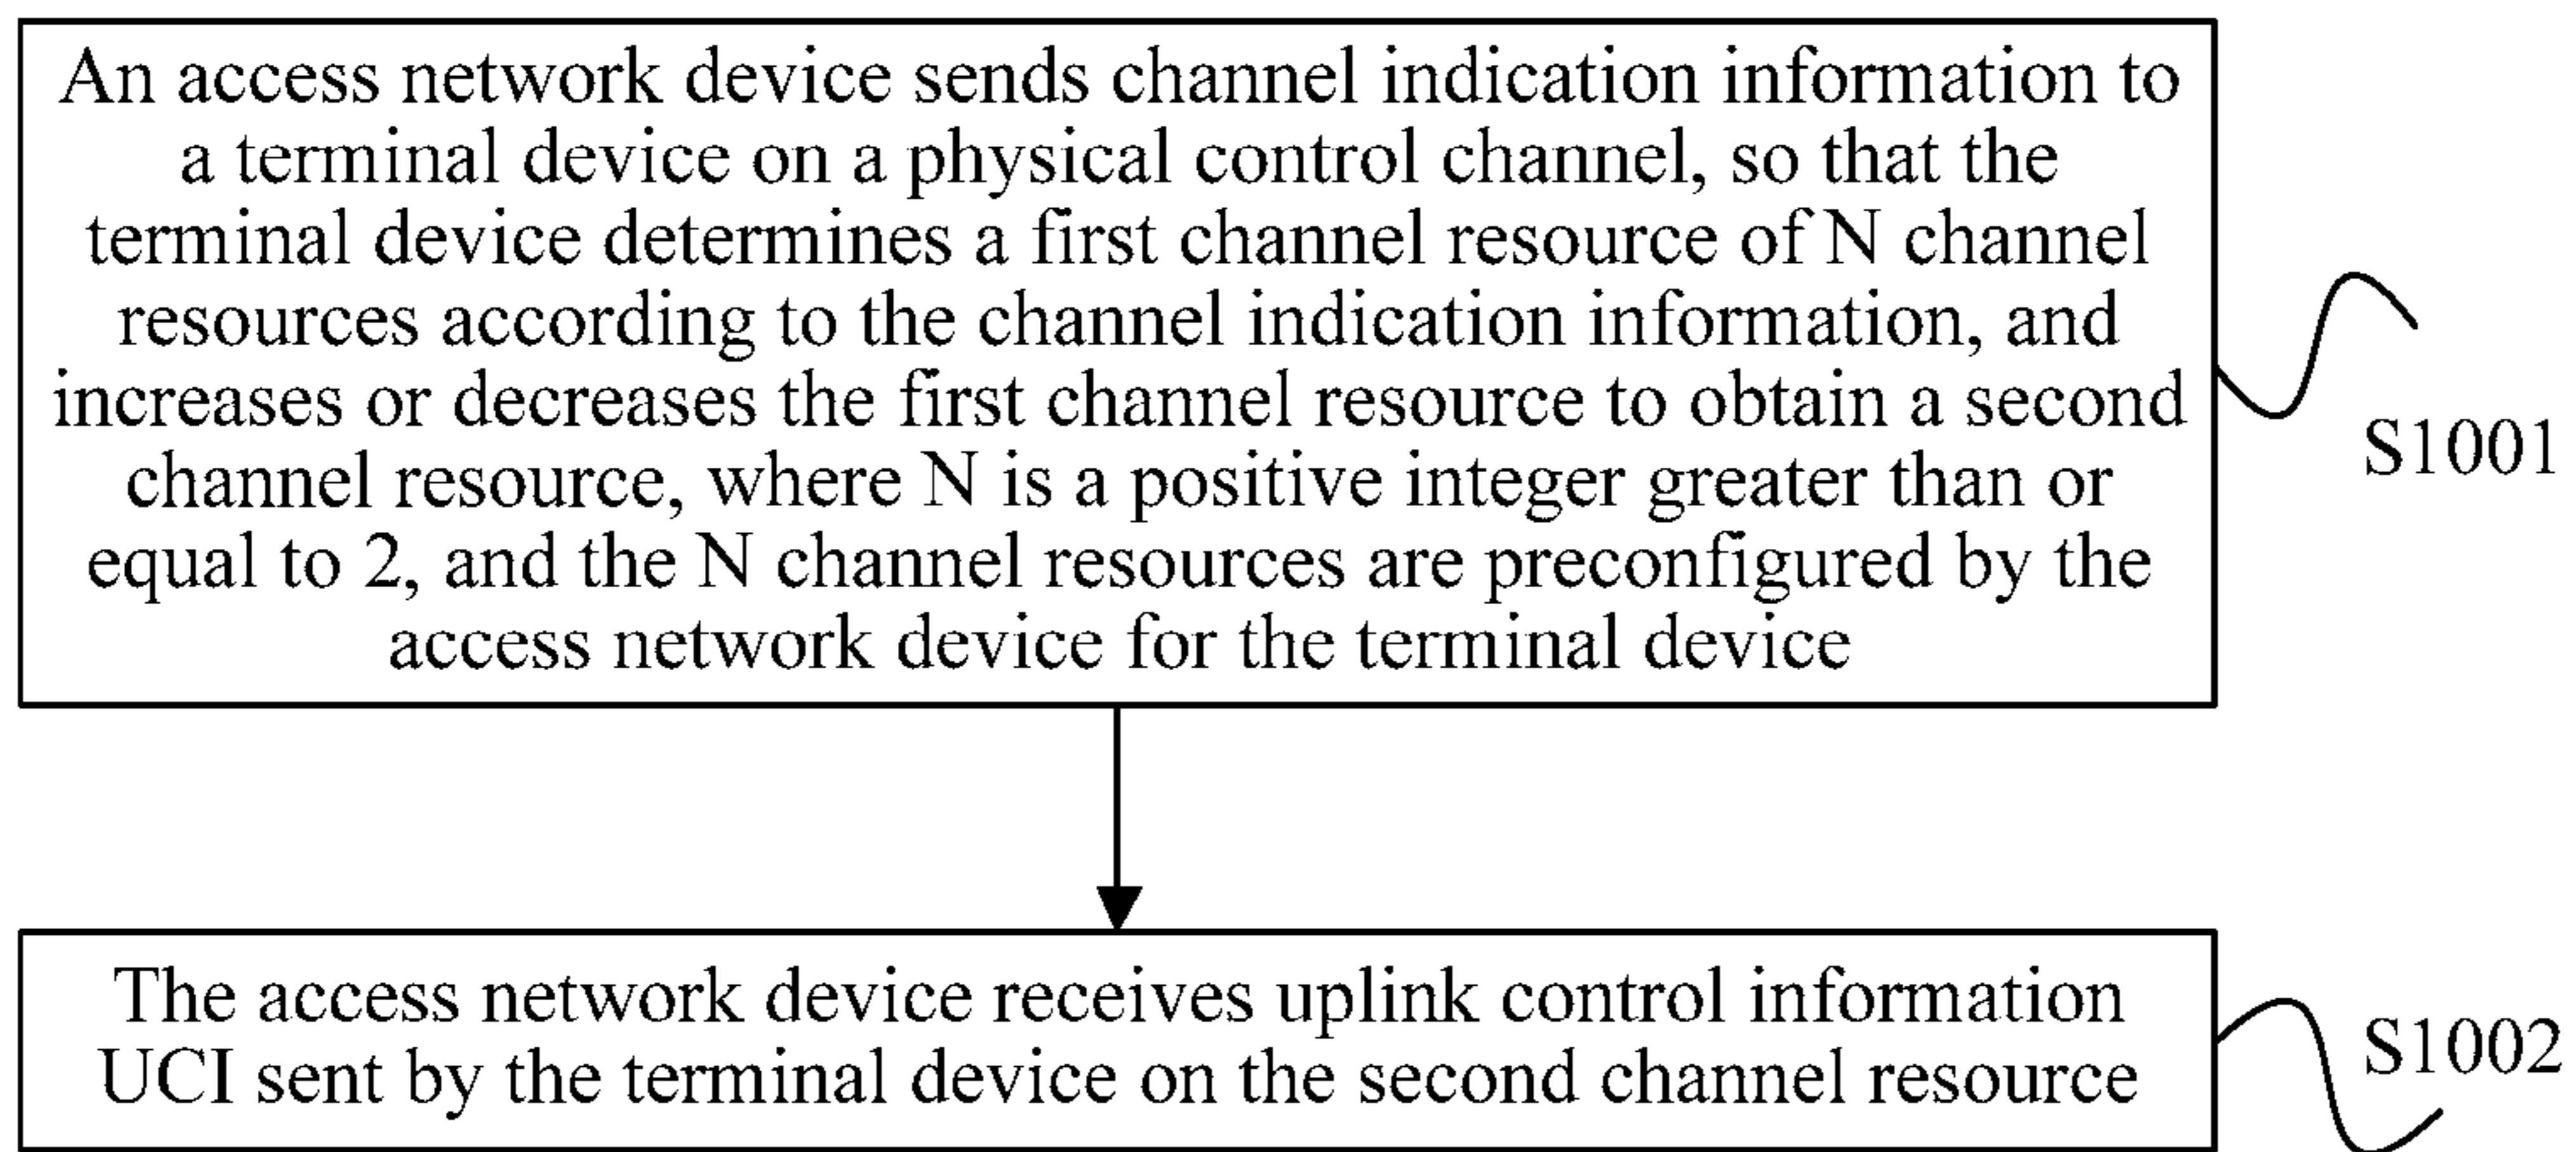 An access network device sends channel indication information to
a terminal device on a physical control channel, so that the
terminal device determines a first channel resource of N channel
resources according to the channel indication information, and
increases or decreases the first channel resource to obtain a second
channel resource, where N is a positive integer greater than or
equal to 2, and the N channel resources are preconfigured by the
access network device for the terminal device
S1001
The access network device receives uplink control information
UCI sent by the terminal device on the second channel resource
S1002